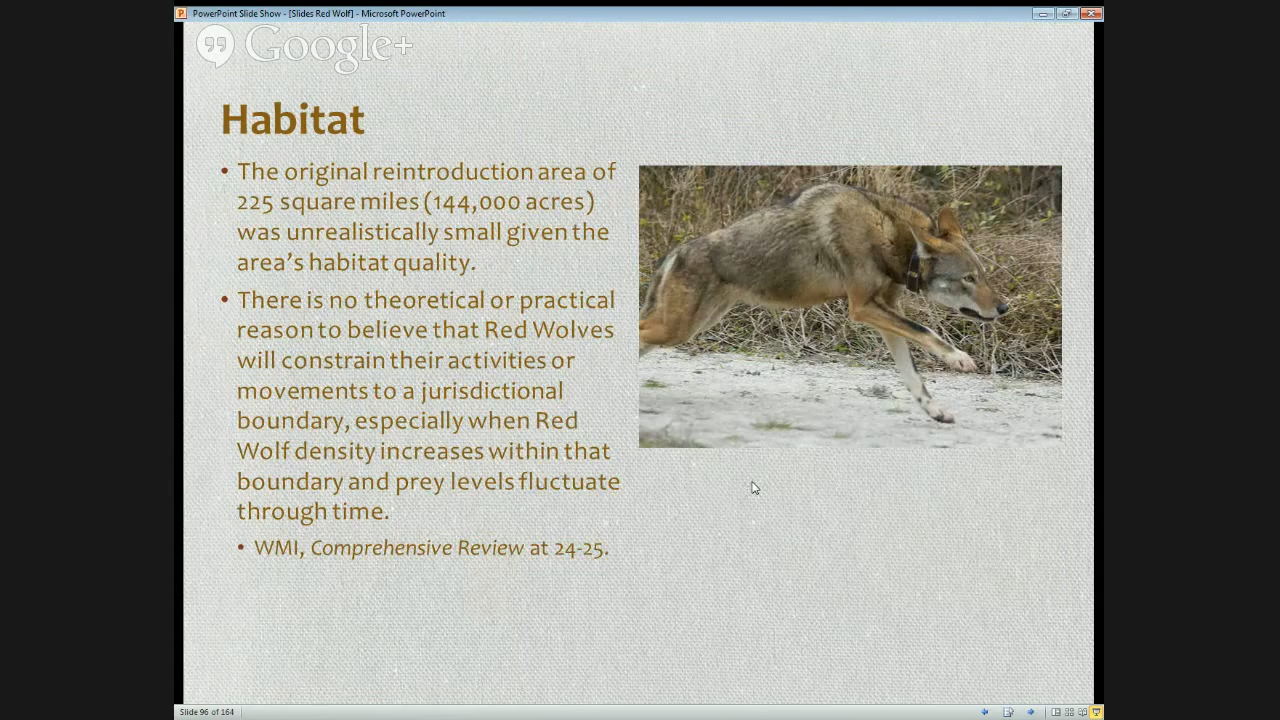 PowerPoint Slide Show - [Slides Red Wolf] - Microsoft PowerPoint
Google+
Habitat
• The original reintroduction area of
225 square miles (144,000 acres)
was unrealistically small given the
area's habitat quality.
• There is no theoretical or practical
reason to believe that Red Wolves
will constrain their activities or
movements to a jurisdictional
boundary, especially when Red
Wolf density increases within that
boundary and prey levels fluctuate
through time.
• WMI, Comprehensive Review at 24-25.
Slide 96 of 164